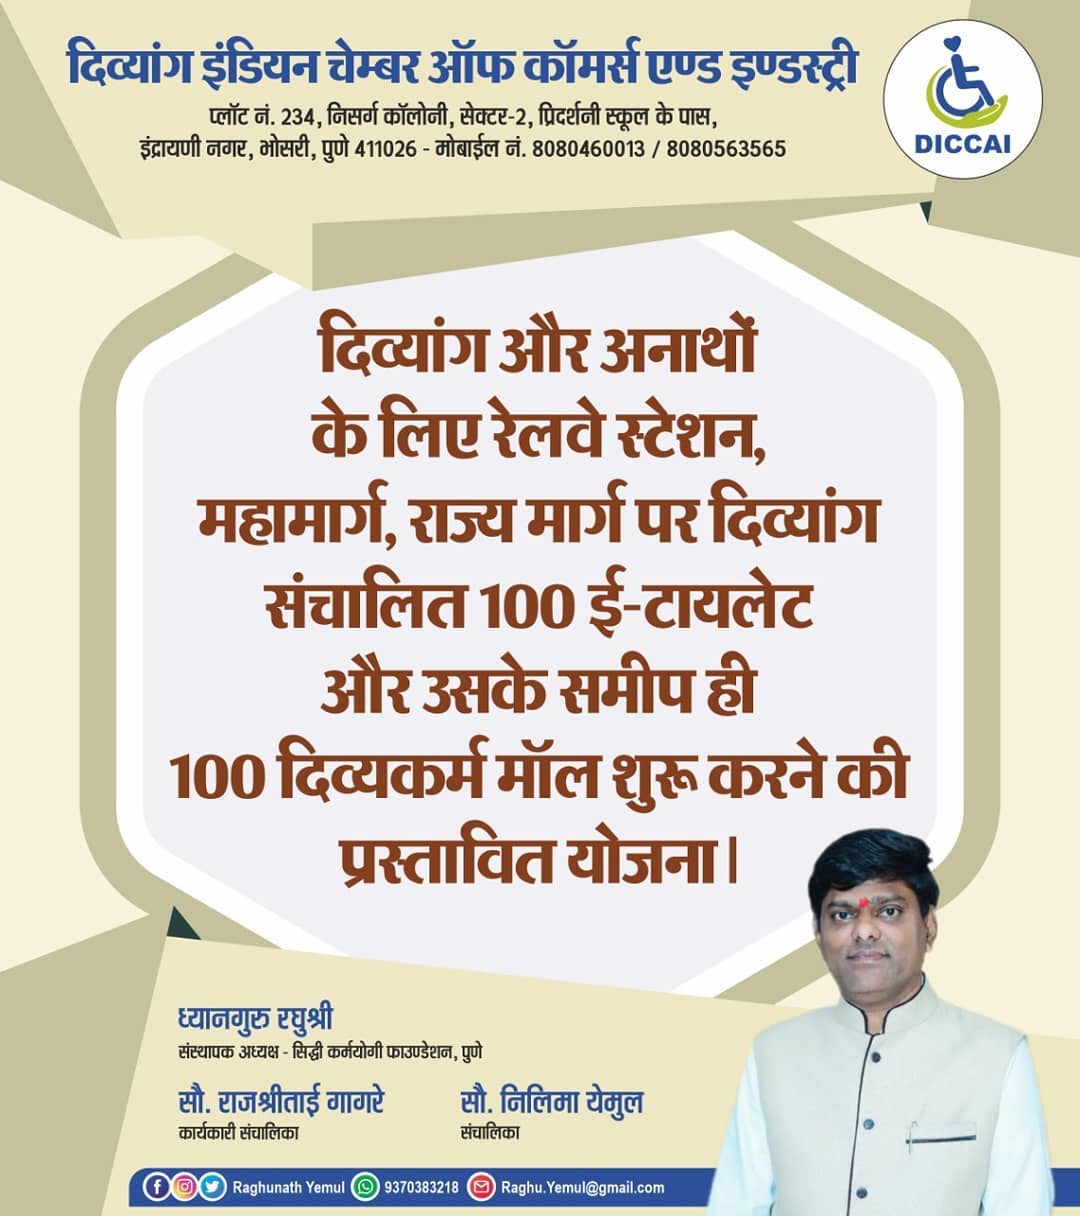 दिव्यांग इंडियन चेम्बर ऑफ कॉमर्स एण्ड इण्डस्ट्री
प्लॉट नं. 234, निसर्ग कॉलोनी, सेक्टर-2, प्रिदर्शनी स्कूल के पास,
इंद्रायणी नगर, भोसरी, पुणे 411026 - मोबाईल नं. 8080460013 / 8080563565
DICCAI
दिव्यांग और अनाथों
के लिए रेलवे स्टेशन,
महामार्ग, राज्य मार्ग पर दिव्यांग
संचालित 100 ई-टायलेट
और उसके समीप ही
100 दिव्यकर्म मॉल शुरू करने की
प्रस्तावित योजना।
ध्यानगुरु रघुश्री
संस्थापक अध्यक्ष - सिद्धी कर्मयोगी फाउण्डेशन, पुणे
सौ. राजश्रीताई गागरे
कार्यकारी संचालिका
सौ. निलिमा येमुल
संचालिका
Raghunath Yemul 9370383218 Raghu.Yemul@gmail.com